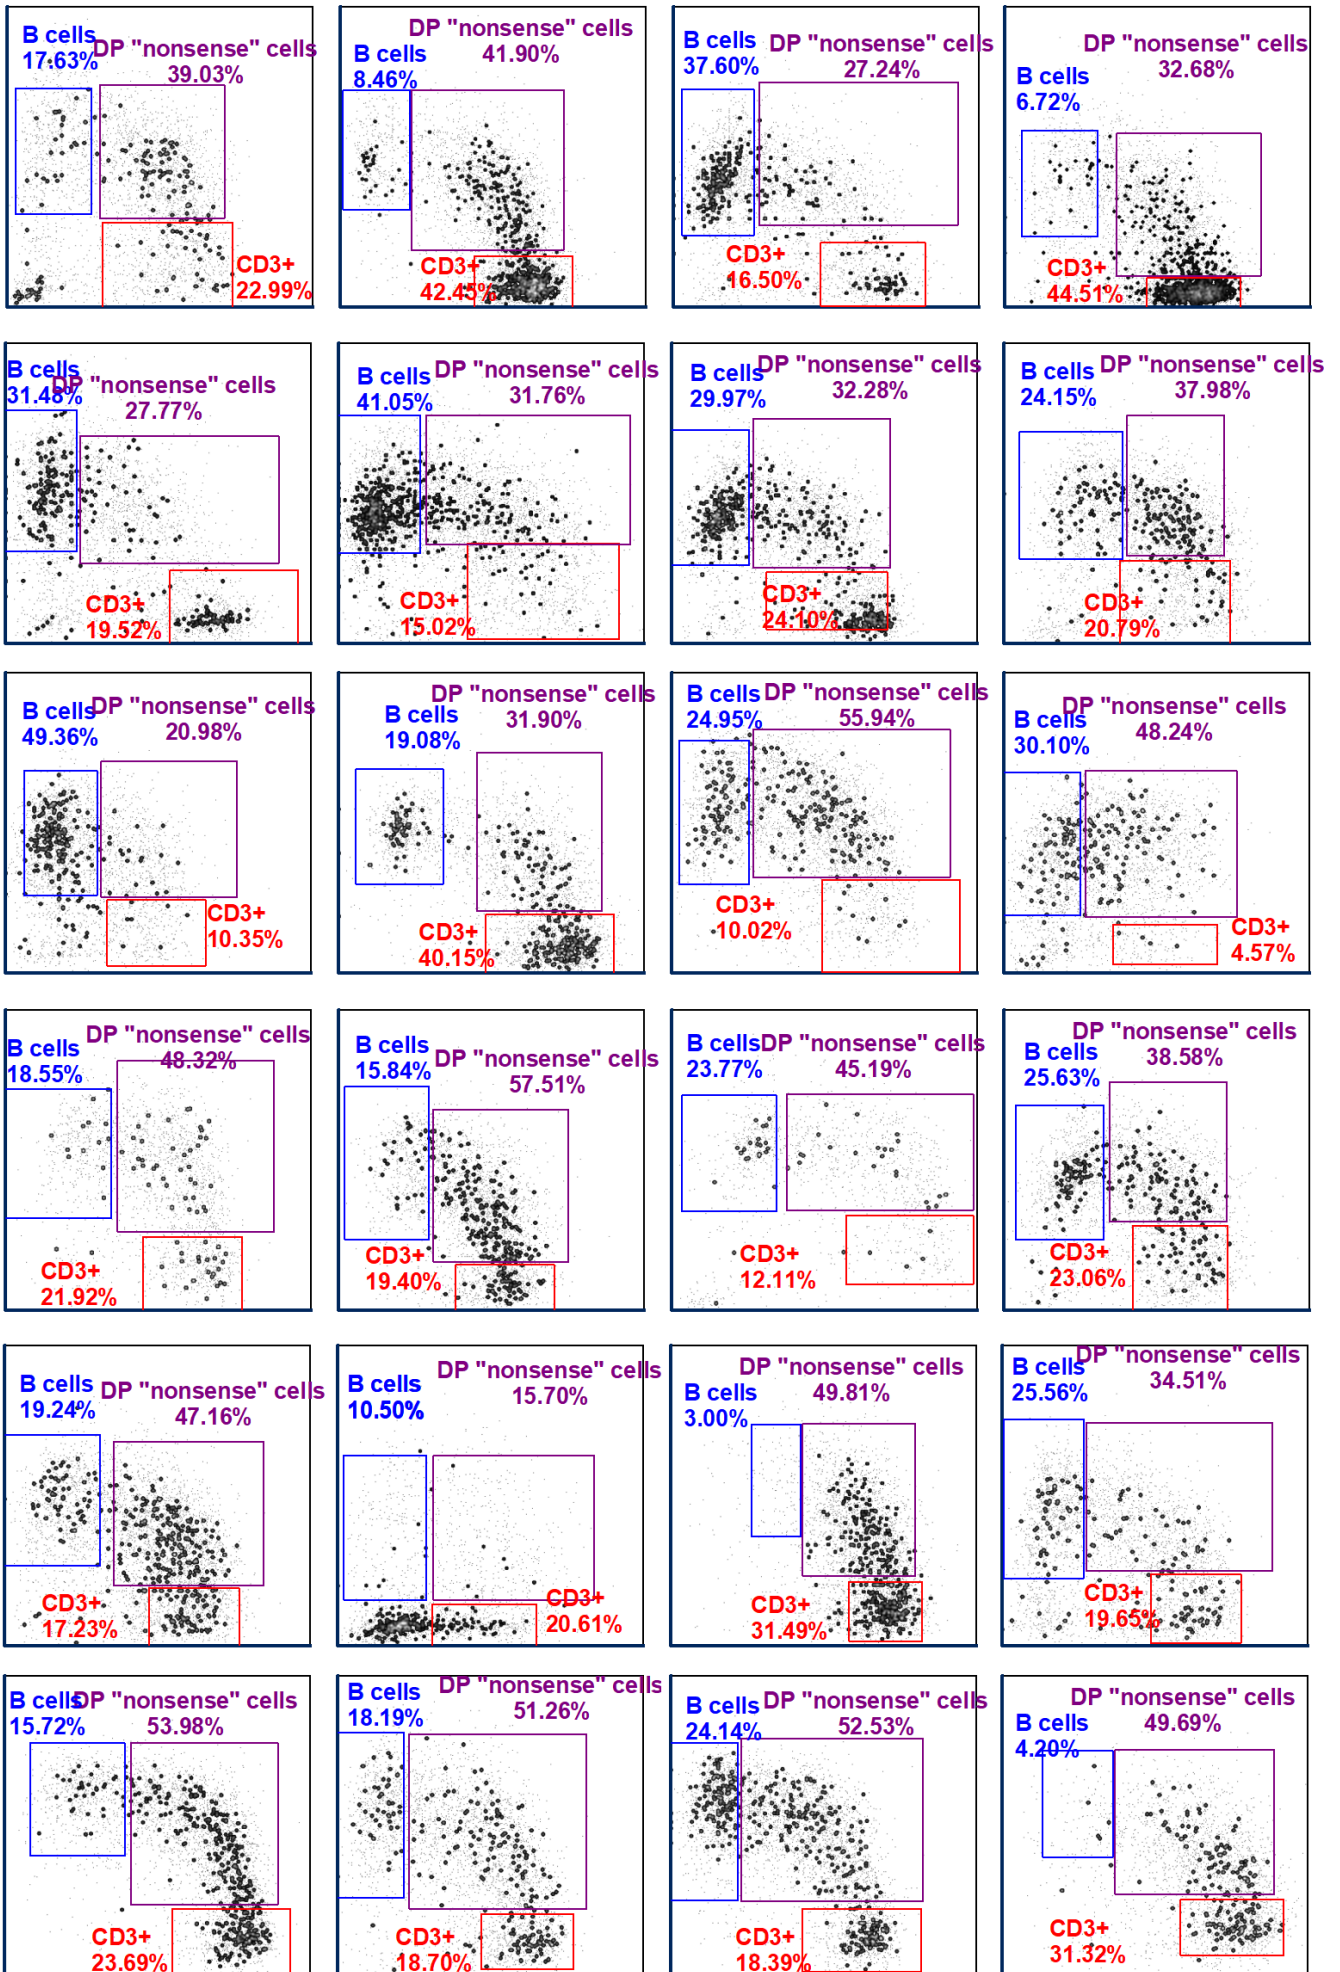 B cells
17.63%
DP "nonsense" cells
39.03%
CD3+
22.99%
B cells
8.46%
DP "nonsense" cells
41.90%
CD3+
42.45%
B cells
37.60%
DP "nonsense" cells
27.24%
CD3+
16.50%
B cells
6.72%
DP "nonsense" cells
32.68%
CD3+
44.51%
B cells
31.48%
DP "nonsense" cells
27.77%
CD3+
19.52%
B cells
41.05%
DP "nonsense" cells
31.76%
CD3+
15.02%
B cells
29.97%
DP "nonsense" cells
32.28%
CD3+
24.10%
B cells
24.15%
DP "nonsense" cells
37.98%
CD3+
20.79%
B cells
49.36%
DP "nonsense" cells
20.98%
CD3+
10.35%
B cells
19.08%
DP "nonsense" cells
31.90%
CD3+
40.15%
B cells
24.95%
DP "nonsense" cells
55.94%
CD3+
10.02%
B cells
30.10%
DP "nonsense" cells
48.24%
CD3+
4.57%
B cells
18.55%
DP "nonsense" cells
48.32%
CD3+
21.92%
B cells
15.84%
DP "nonsense" cells
57.51%
CD3+
19.40%
B cells
23.77%
DP "nonsense" cells
45.19%
CD3+
12.11%
B cells
25.63%
DP "nonsense" cells
38.58%
CD3+
23.06%
B cells
19.24%
DP "nonsense" cells
47.16%
CD3+
17.23%
B cells
10.50%
DP "nonsense" cells
15.70%
CD3+
20.61%
B cells
3.00%
DP "nonsense" cells
49.81%
CD3+
31.49%
B cells
25.56%
DP "nonsense" cells
34.51%
CD3+
19.65%
B cells
15.72%
DP "nonsense" cells
53.98%
CD3+
23.69%
B cells
18.19%
DP "nonsense" cells
51.26%
CD3+
18.70%
B cells
24.14%
DP "nonsense" cells
52.53%
CD3+
18.39%
B cells
4.20%
DP "nonsense" cells
49.69%
CD3+
31.32%